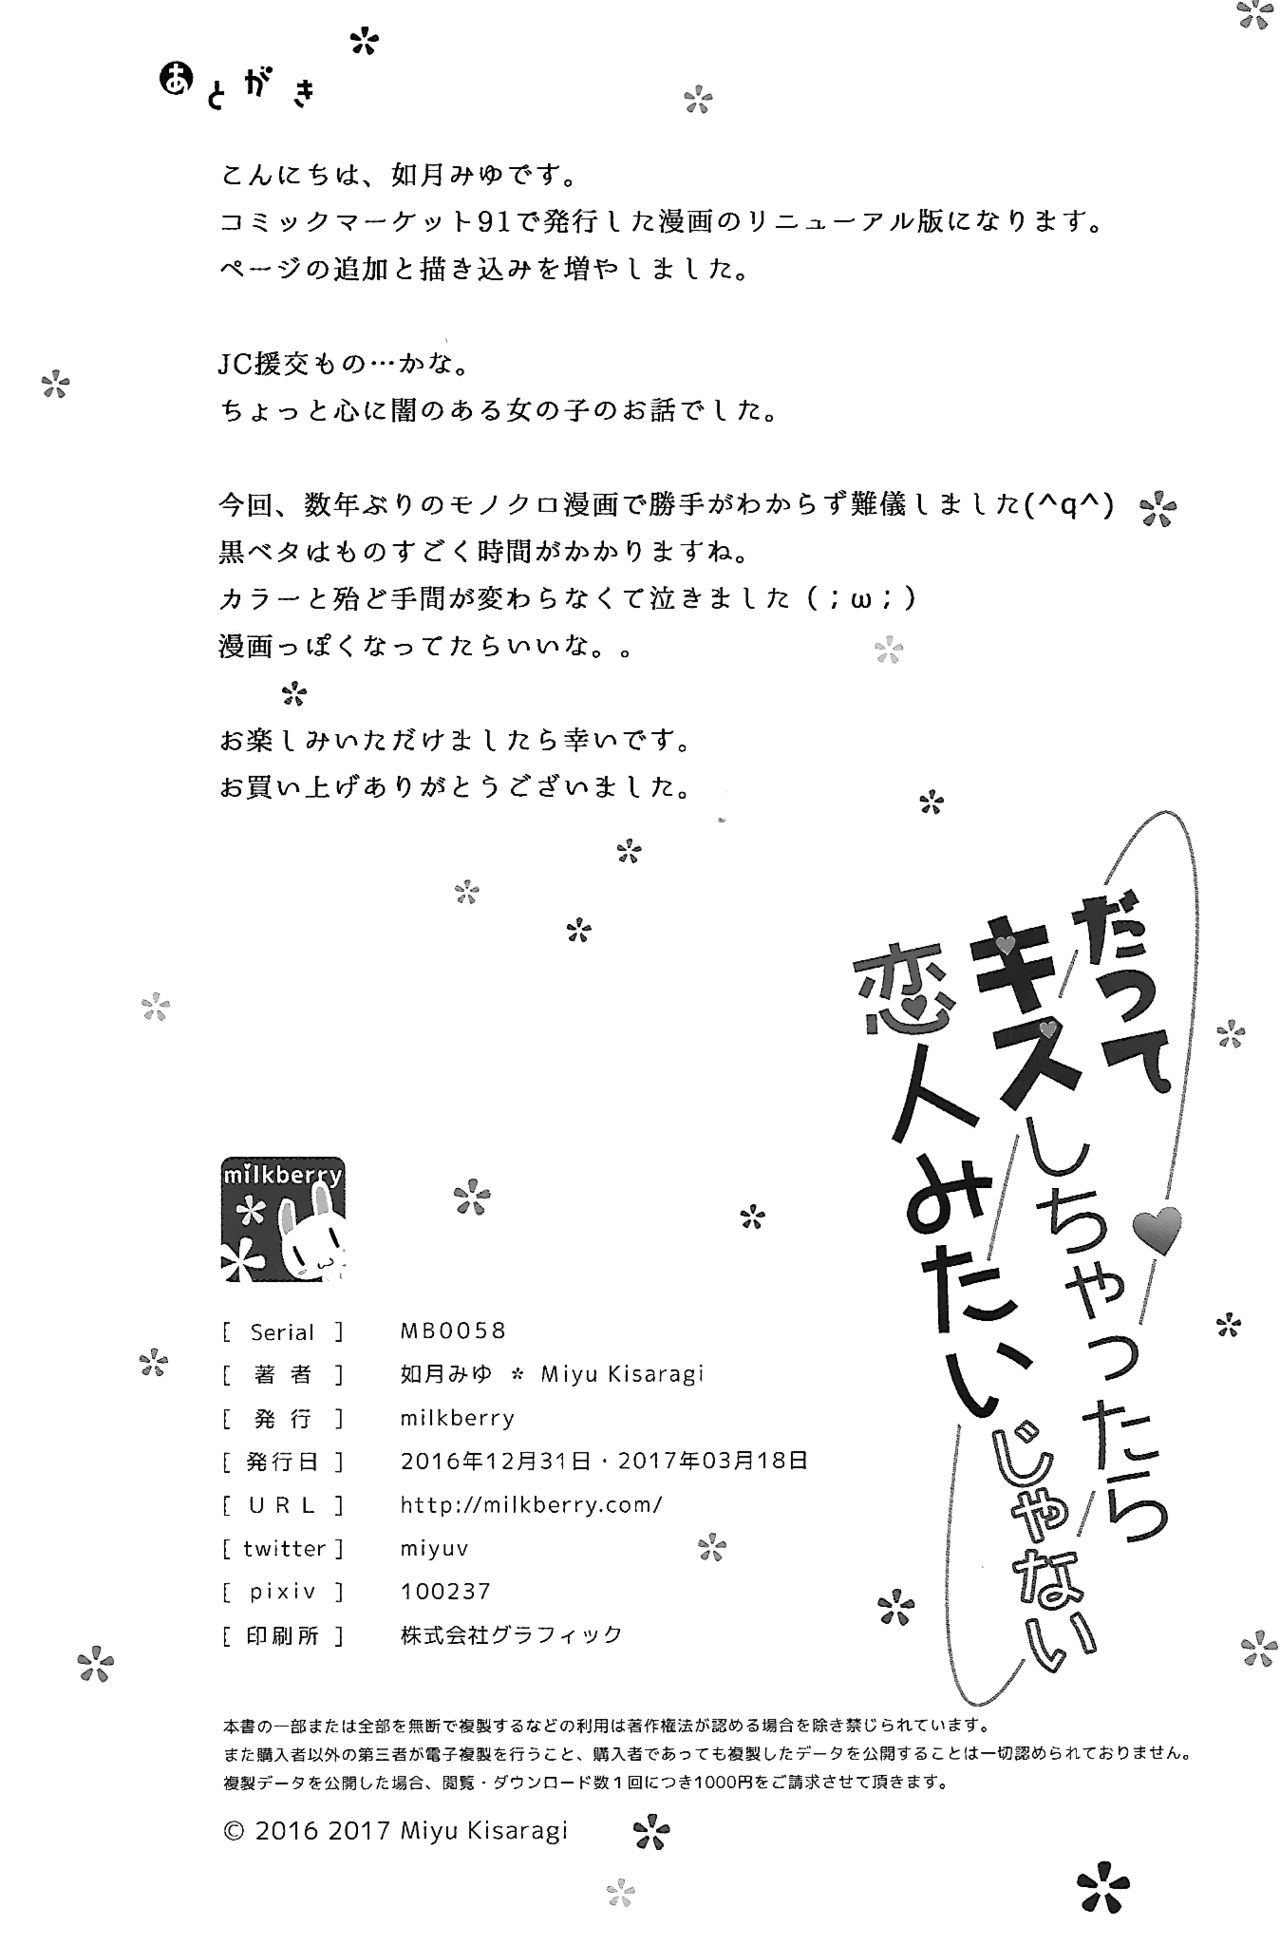 あとがき
こんにちは、如月みゆです。
コミックマーケット91で発行した漫画のリニューアル版になります。
ページの追加と描き込みを増やしました。
JC援交もの…かな。
ちょっと心に闇のある女の子のお話でした。
今回、数年ぶりのモノクロ漫画で勝手がわからず難儀しました(^q^)
黒ベタはものすごく時間がかかりますね。
カラーと殆ど手間が変わらなくて泣きました（；ω；）
漫画っぽくなってたらいいな。。
お楽しみいただけましたら幸いです。
お買い上げありがとうございました。
だって
キスしちゃったら
恋人みたいじゃない
milkberry
[ Serial ] MB0058
[ 著者 ] 如月みゆ ＊ Miyu Kisaragi
[ 発行 ] milkberry
[ 発行日 ] 2016年12月31日・2017年03月18日
[ URL ] http://milkberry.com/
[ twitter ] miyuv
[ pixiv ] 100237
[ 印刷所 ] 株式会社グラフィック
本書の一部または全部を無断で複製するなどの利用は著作権法が認める場合を除き禁じられています。
また購入者以外の第三者が電子複製を行うこと、購入者であっても複製したデータを公開することは一切認められておりません。
複製データを公開した場合、閲覧・ダウンロード数１回につき1000円をご請求させて頂きます。
© 2016 2017 Miyu Kisaragi